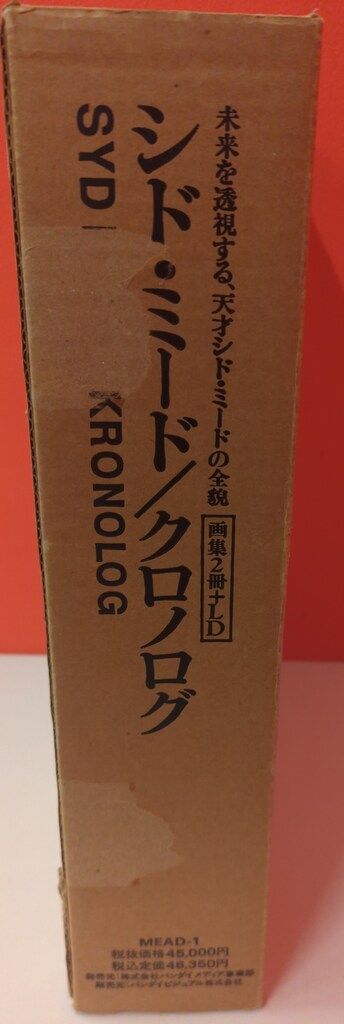 未来を透視する、天才シド・ミードの全貌
画集2冊+LD
シド・ミード/クロノログ
SYD
KRONOLOG
MEAD-1
税抜価格45,000円
税込定価46,350円
発売元:株式会社バンダイメディア事業部
販売元:バンダイビジュアル株式会社